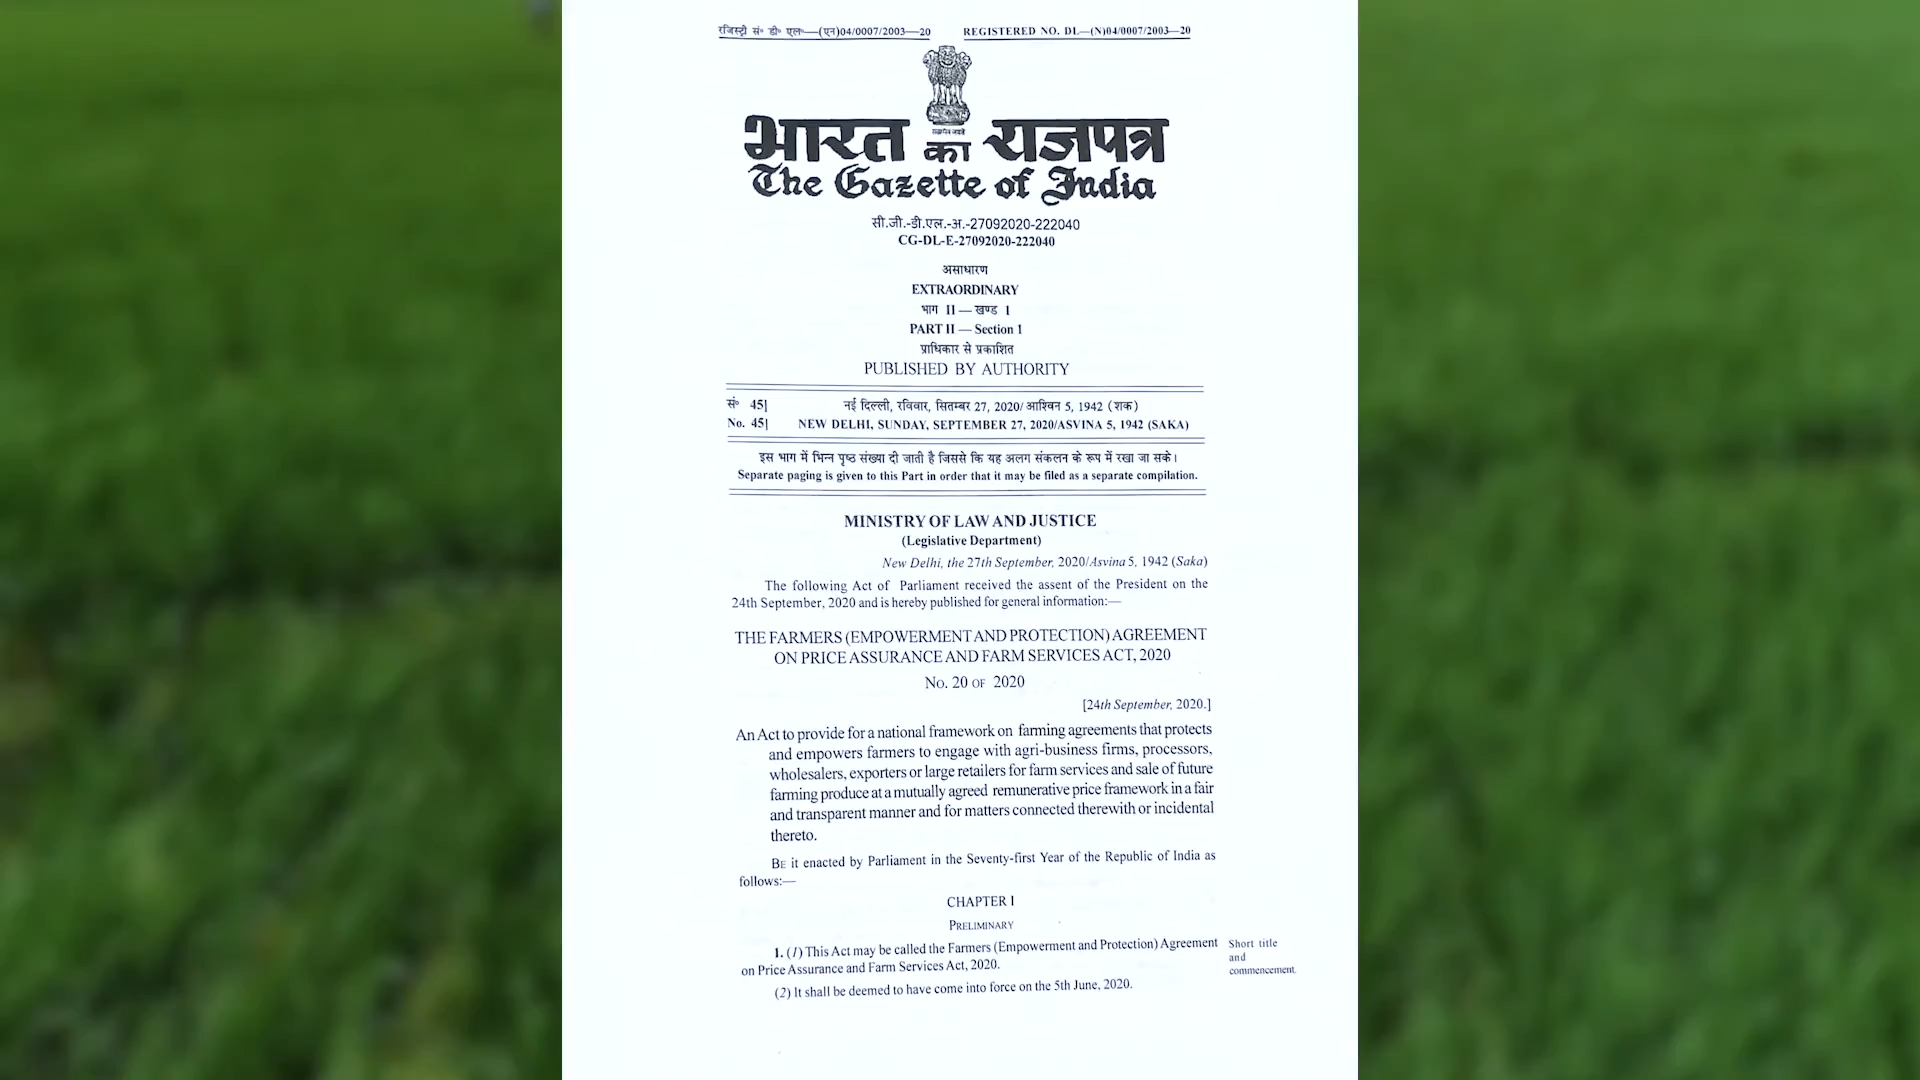 रजिस्ट्री सं० डी० एल०—(एन)04/0007/2003—20 REGISTERED NO. DL—(N)04/0007/2003—20
भारत का राजपत्र
The Gazette of India
सी.जी.-डी.एल.-अ.-27092020-222040
CG-DL-E-27092020-222040
असाधारण
EXTRAORDINARY
भाग II — खण्ड 1
PART II — Section 1
प्राधिकार से प्रकाशित
PUBLISHED BY AUTHORITY
सं० 45] नई दिल्ली, रविवार, सितम्बर 27, 2020/ आश्विन 5, 1942 (शक)
No. 45] NEW DELHI, SUNDAY, SEPTEMBER 27, 2020/ASVINA 5, 1942 (SAKA)
इस भाग में भिन्न पृष्ठ संख्या दी जाती है जिससे कि यह अलग संकलन के रूप में रखा जा सके।
Separate paging is given to this Part in order that it may be filed as a separate compilation.
MINISTRY OF LAW AND JUSTICE
(Legislative Department)
New Delhi, the 27th September, 2020/Asvina 5, 1942 (Saka)
The following Act of Parliament received the assent of the President on the
24th September, 2020 and is hereby published for general information:—
THE FARMERS (EMPOWERMENT AND PROTECTION) AGREEMENT
ON PRICE ASSURANCE AND FARM SERVICES ACT, 2020
NO. 20 OF 2020
[24th September, 2020.]
An Act to provide for a national framework on farming agreements that protects
and empowers farmers to engage with agri-business firms, processors,
wholesalers, exporters or large retailers for farm services and sale of future
farming produce at a mutually agreed remunerative price framework in a fair
and transparent manner and for matters connected therewith or incidental
thereto.
BE it enacted by Parliament in the Seventy-first Year of the Republic of India as
follows:—
CHAPTER I
PRELIMINARY
1. (1) This Act may be called the Farmers (Empowerment and Protection) Agreement
on Price Assurance and Farm Services Act, 2020.
Short title
and
commencement.
(2) It shall be deemed to have come into force on the 5th June, 2020.